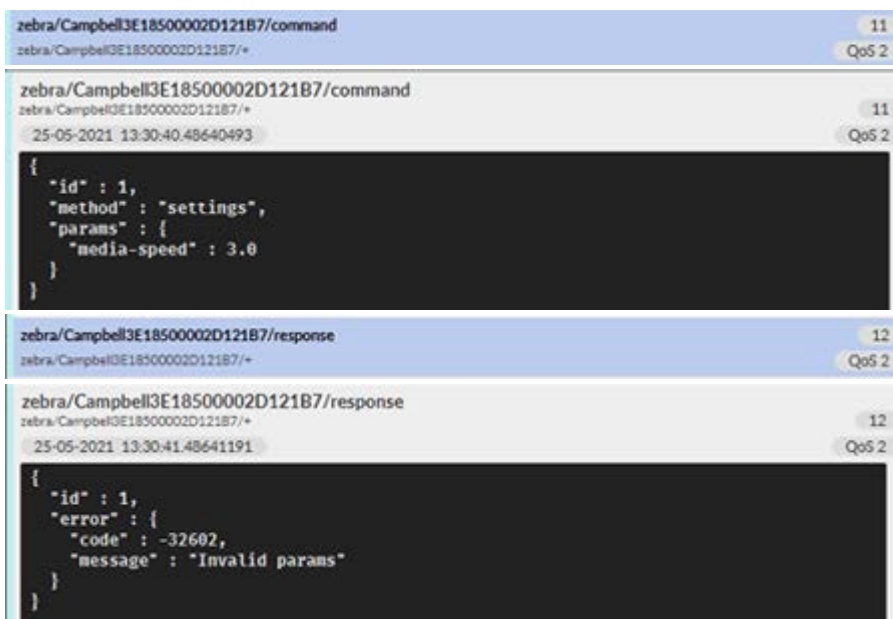 zebra/Campbell3E18500002D121B7/command 11
zebra/Campbell3E18500002D121B7/+ QoS 2
zebra/Campbell3E18500002D121B7/command
zebra/Campbell3E18500002D121B7/+ 11
25-05-2021 13:30:40.48640493 QoS 2
{
"id" : 1,
"method" : "settings",
"params" : {
"media-speed" : 3.0
}
}
zebra/Campbell3E18500002D121B7/response 12
zebra/Campbell3E18500002D121B7/+ QoS 2
zebra/Campbell3E18500002D121B7/response
zebra/Campbell3E18500002D121B7/+ 12
25-05-2021 13:30:41.48641191 QoS 2
{
"id" : 1,
"error" : {
"code" : -32602,
"message" : "Invalid params"
}
}